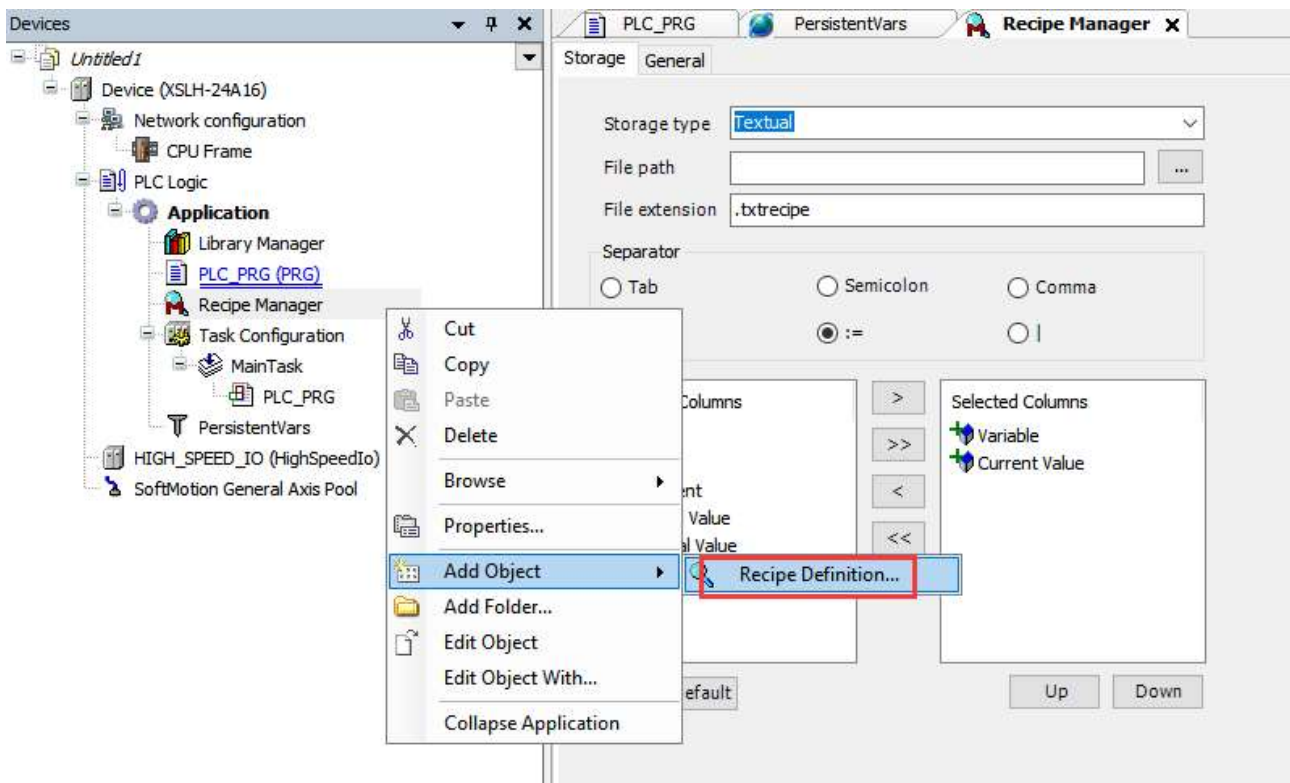 Devices
Untitled1
Device (XSLH-24A16)
Network configuration
CPU Frame
PLC Logic
Application
Library Manager
PLC_PRG (PRG)
Recipe Manager
Task Configuration
MainTask
PLC_PRG
PersistentVars
HIGH_SPEED_IO (HighSpeedIo)
SoftMotion General Axis Pool
Cut
Copy
Paste
Delete
Browse
Properties...
Add Object
Add Folder...
Edit Object
Edit Object With...
Collapse Application
Recipe Definition...
PLC_PRG PersistentVars Recipe Manager
Storage General
Storage type Textual
File path ...
File extension .txtrecipe
Separator
Tab Semicolon Comma
:= |
Columns > Selected Columns
>> Variable
Current Value
ent <
Value
al Value <<
efault Up Down